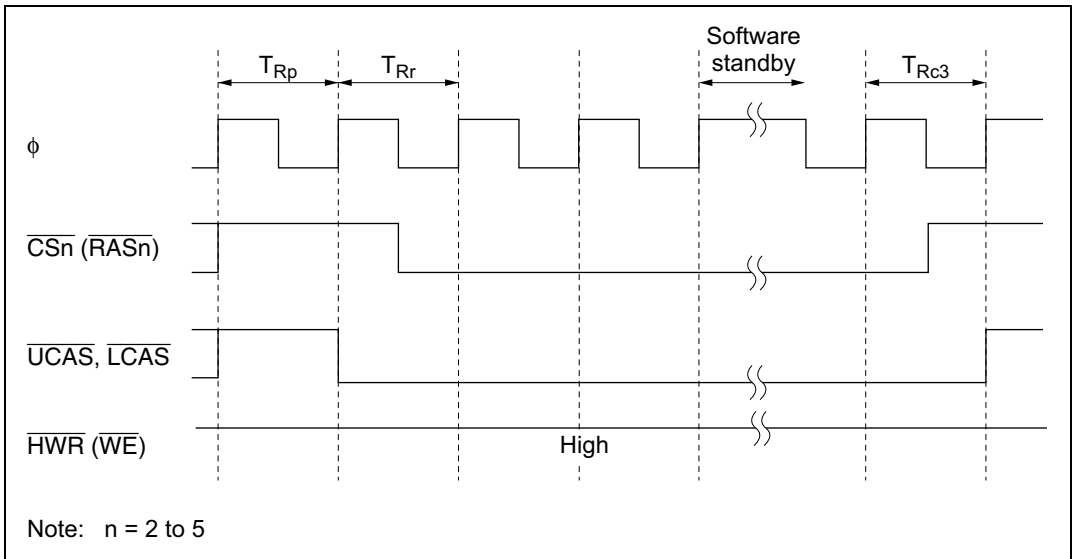 Software
standby
TRp
TRr
TRc3
ϕ
CSn (RASn)
UCAS, LCAS
HWR (WE)
High
Note: n = 2 to 5